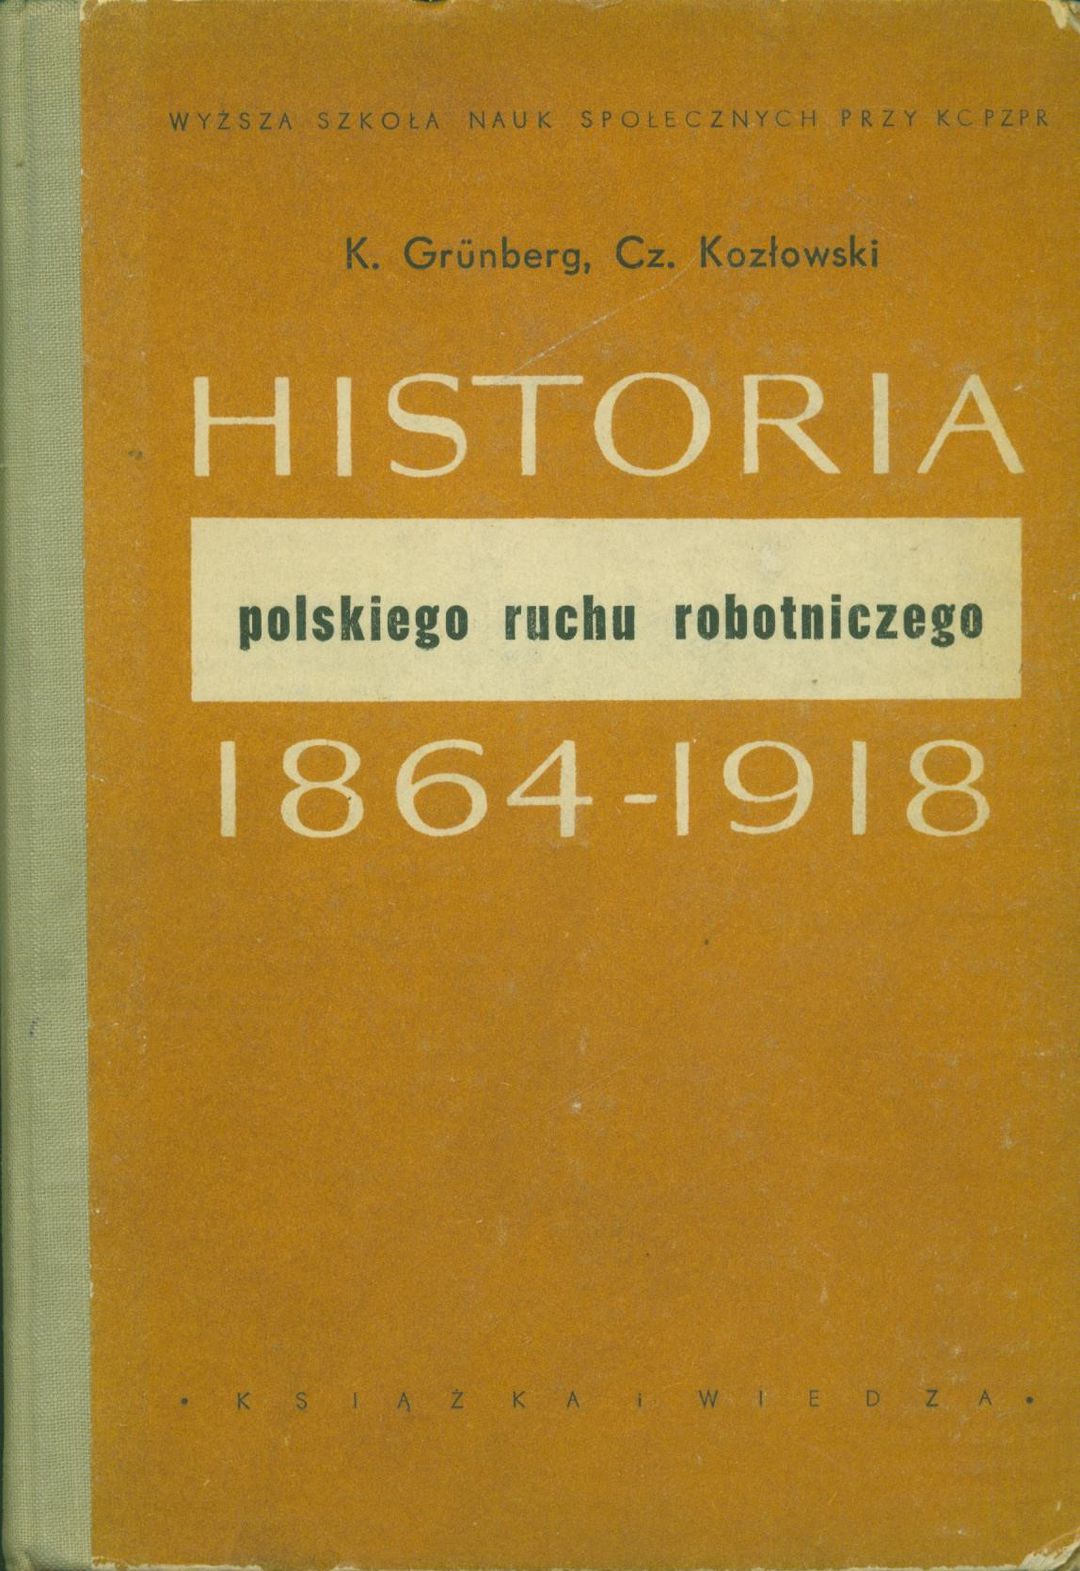 WYŻSZA SZKOŁA NAUK SPOŁECZNYCH PRZY KC PZPR
K. Grünberg, Cz. Kozłowski
HISTORIA
polskiego ruchu robotniczego
1864-1918
• KSIĄŻKA i WIEDZA •